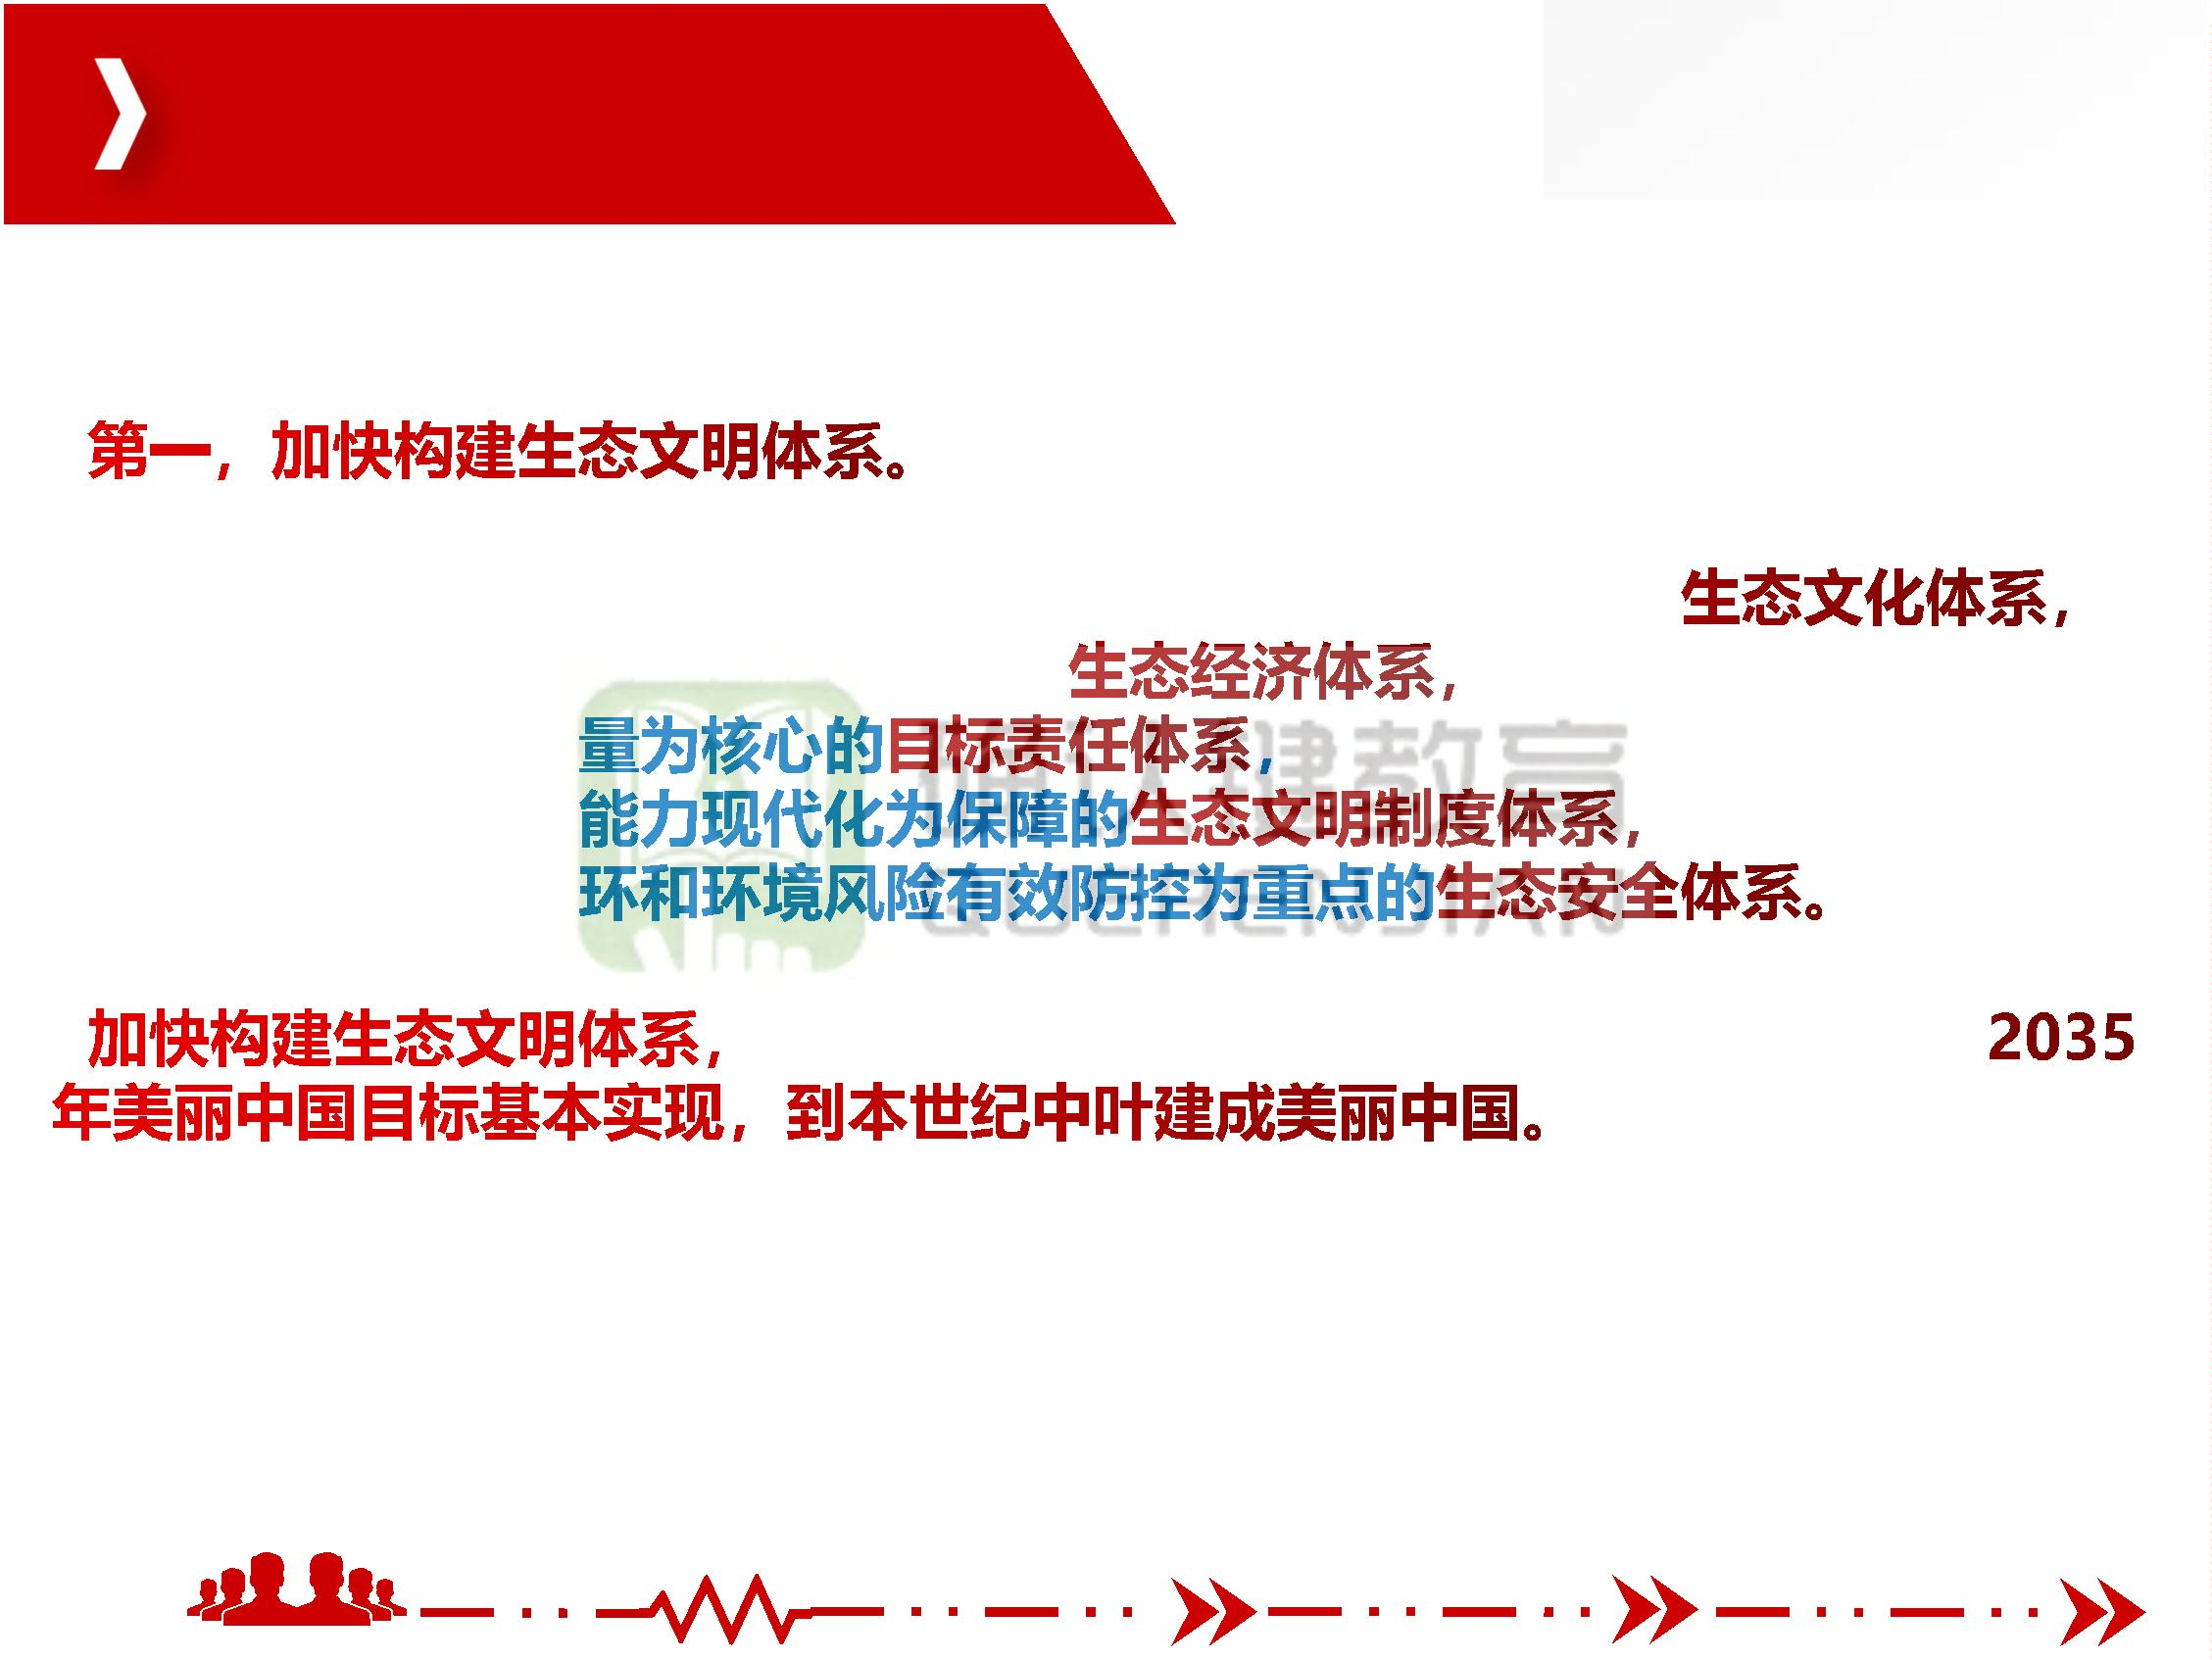 第一，加快构建生态文明体系。
生态文化体系，
生态经济体系，
量为核心的目标责任体系，
能力现代化为保障的生态文明制度体系，
环和环境风险有效防控为重点的生态安全体系。
加快构建生态文明体系， 2035
年美丽中国目标基本实现，到本世纪中叶建成美丽中国。